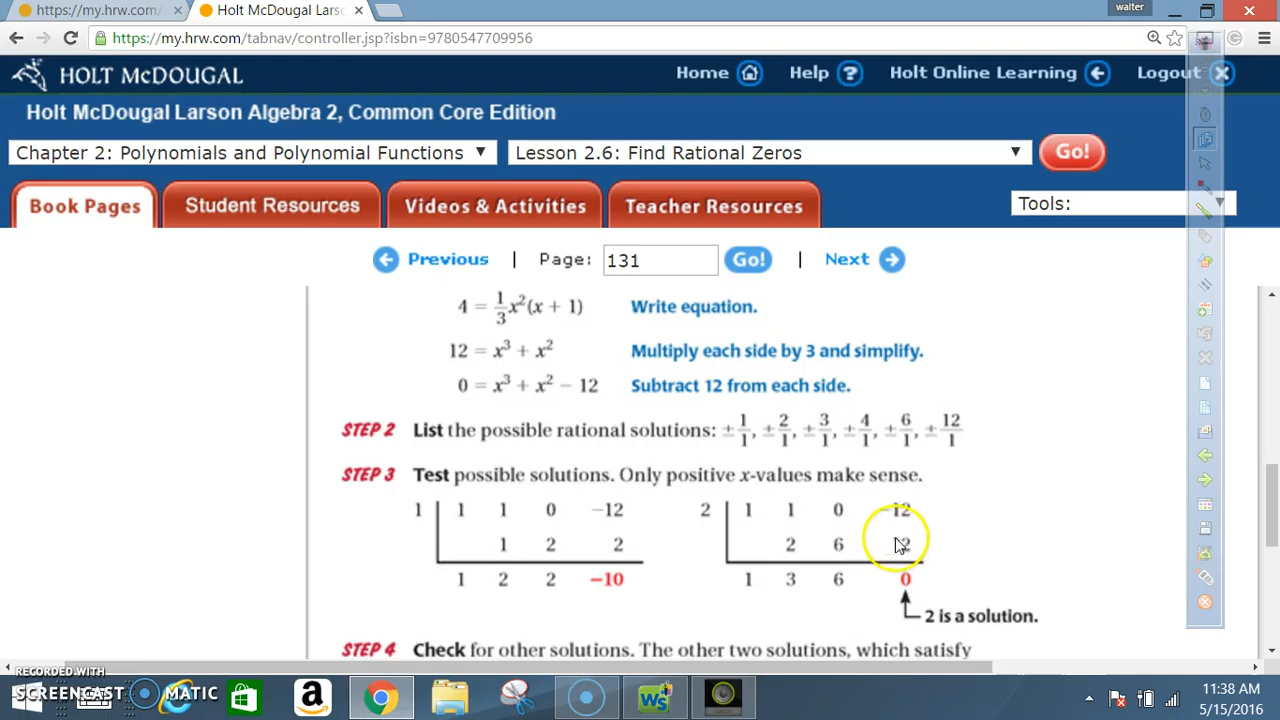 https://my.hrw.com/tabnav/ ×
Holt McDougal Larso ×
walter
https://my.hrw.com/tabnav/controller.jsp?isbn=9780547709956
HOLT McDOUGAL
Home Help ? Holt Online Learning Logout X
Holt McDougal Larson Algebra 2, Common Core Edition
Chapter 2: Polynomials and Polynomial Functions ▼ Lesson 2.6: Find Rational Zeros ▼ Go!
Book Pages Student Resources Videos & Activities Teacher Resources Tools:
Previous | Page: 131 Go! | Next
4 = 1/3 x²(x + 1) Write equation.
12 = x³ + x² Multiply each side by 3 and simplify.
0 = x³ + x² − 12 Subtract 12 from each side.
STEP 2 List the possible rational solutions: ± 1/1, ± 2/1, ± 3/1, ± 4/1, ± 6/1, ± 12/1
STEP 3 Test possible solutions. Only positive x-values make sense.
1 1 1 0 −12 2 1 1 0 −12
1 2 2 2 6 12
1 2 2 −10 1 3 6 0
2 is a solution.
STEP 4 Check for other solutions. The other two solutions, which satisfy
RECORDED WITH
SCREENCAST MATIC
11:38 AM
5/15/2016